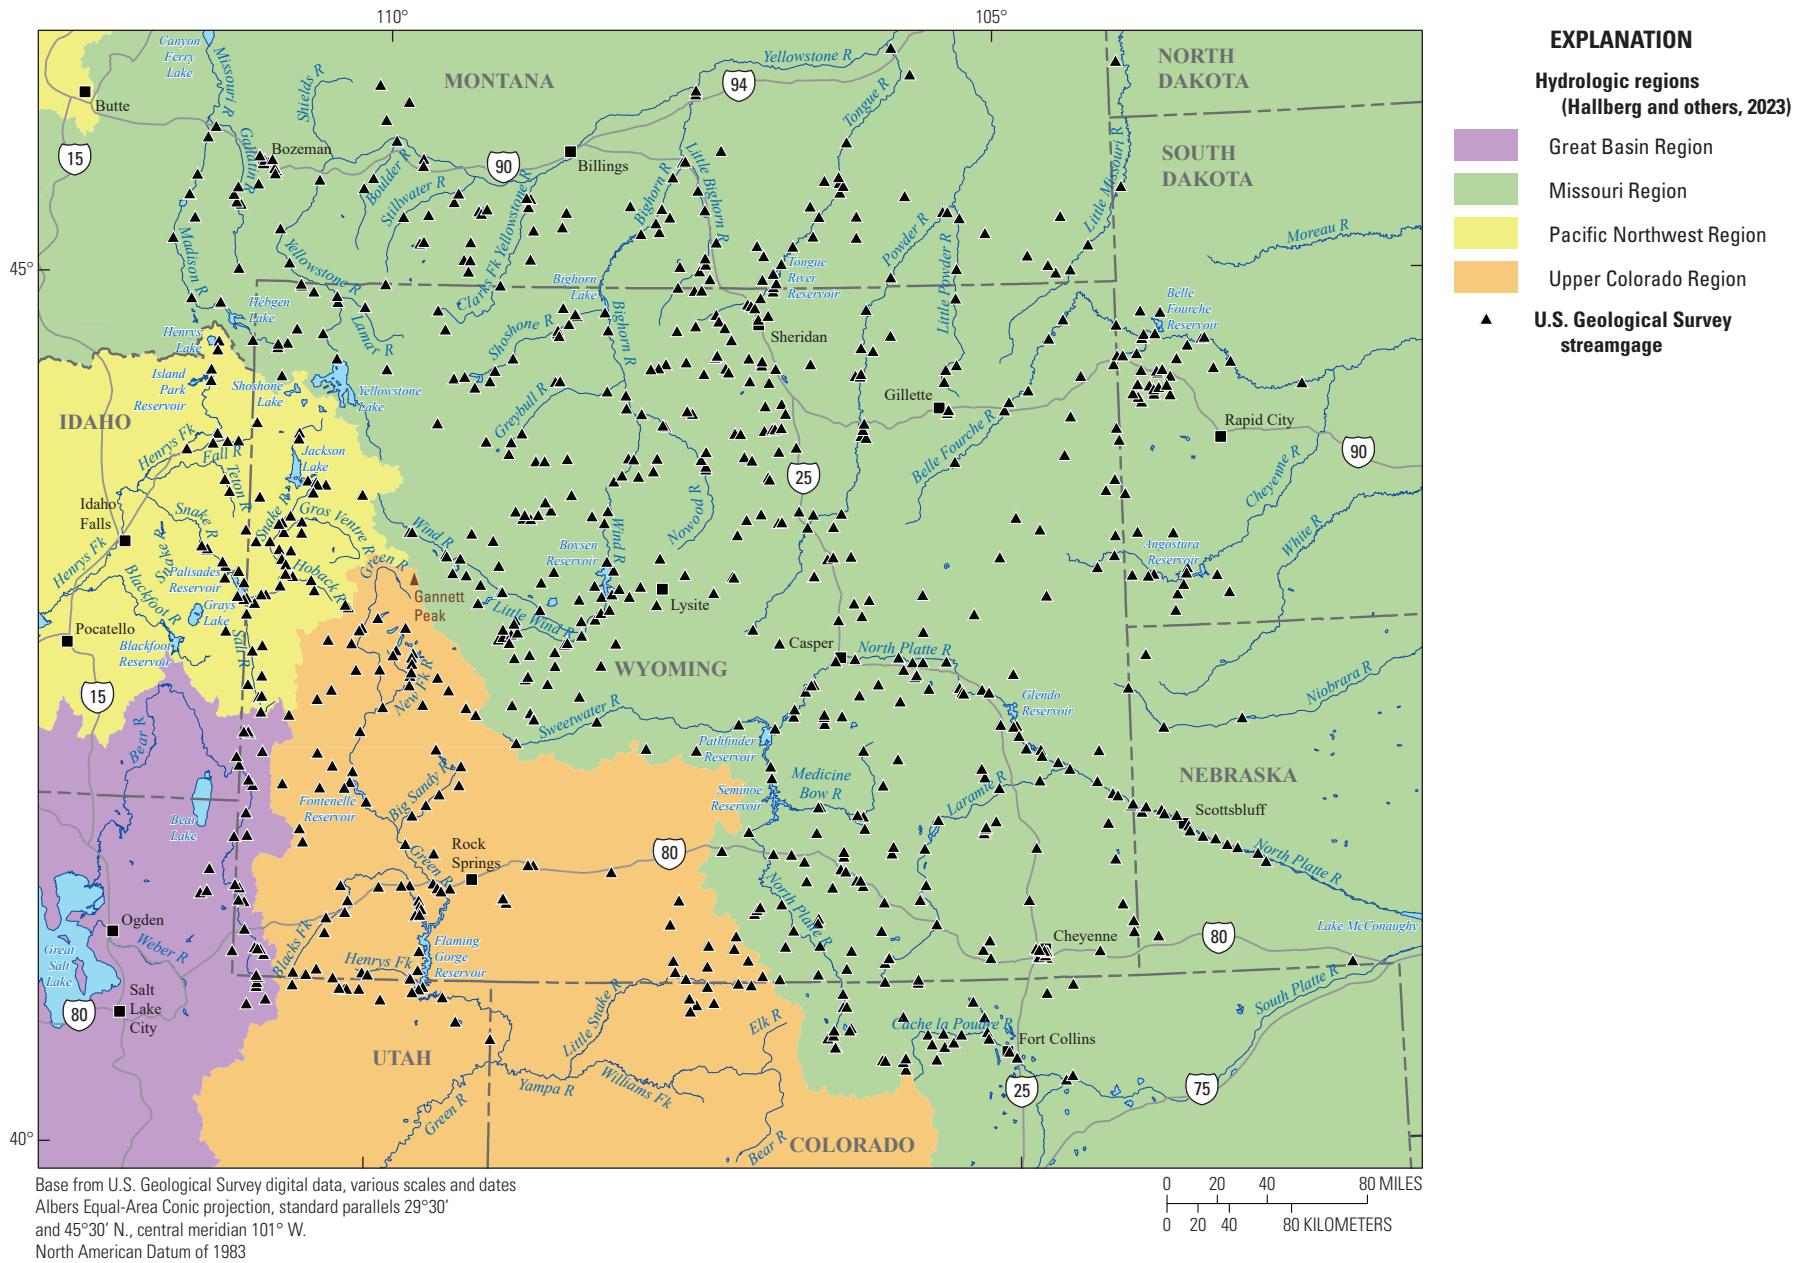 110°
105°
Canyon
Ferry
Lake
Missouri R
Butte
15
Shields R
MONTANA
Yellowstone R
94
Tongue R
NORTH
DAKOTA
Gallatin R
Bozeman
Boulder R
90
Billings
Stillwater R
Little Bighorn R
Bighorn R
SOUTH
DAKOTA
Little Missouri R
Madison R
Clarks Fk Yellowstone R
Powder R
Little Powder R
Moreau R
45°
Yellowstone R
Bighorn
Lake
Tongue
River
Reservoir
Hebgen
Lake
Henrys
Lake
Lamar R
Shoshone R
Bighorn R
Sheridan
Belle
Fourche
Reservoir
Island
Park
Reservoir
Shoshone
Lake
Yellowstone
Lake
IDAHO
Greybull R
Gillette
Belle Fourche R
Rapid City
90
Henrys Fk
Fall R
Teton R
Jackson
Lake
Nowood R
25
Cheyenne R
Idaho
Falls
Snake R
Snake R
Snake R
Gros Ventre R
Wind R
Boysen
Reservoir
Wind R
Angostura
Reservoir
White R
Henrys Fk
Palisades
Reservoir
Blackfoot R
Grays
Lake
Hoback R
Green R
Gannett
Peak
Lysite
Little Wind R
Pocatello
Blackfoot
Reservoir
Salt R
Casper
North Platte R
WYOMING
15
New Fk R
Sweetwater R
Glendo
Reservoir
Niobrara R
Bear R
Pathfinder
Reservoir
Medicine
Bow R
NEBRASKA
Seminoe
Reservoir
Laramie R
Scottsbluff
Bear
Lake
Fontenelle
Reservoir
Big Sandy R
Rock
Springs
Green R
80
North Platte R
North Platte R
Ogden
Weber R
Great
Salt
Lake
Blacks Fk
Henrys Fk
Flaming
Gorge
Reservoir
Cheyenne
80
Lake McConaughy
80
Salt
Lake
City
Little Snake R
Elk R
Cache la Poudre R
South Platte R
Fort Collins
UTAH
Yampa R
Williams Fk
Green R
25
75
40°
Bear R
COLORADO
EXPLANATION
Hydrologic regions
(Hallberg and others, 2023)
Great Basin Region
Missouri Region
Pacific Northwest Region
Upper Colorado Region
U.S. Geological Survey
streamgage
Base from U.S. Geological Survey digital data, various scales and dates
Albers Equal-Area Conic projection, standard parallels 29°30′
and 45°30′ N., central meridian 101° W.
North American Datum of 1983
0 20 40 80 MILES
0 20 40 80 KILOMETERS